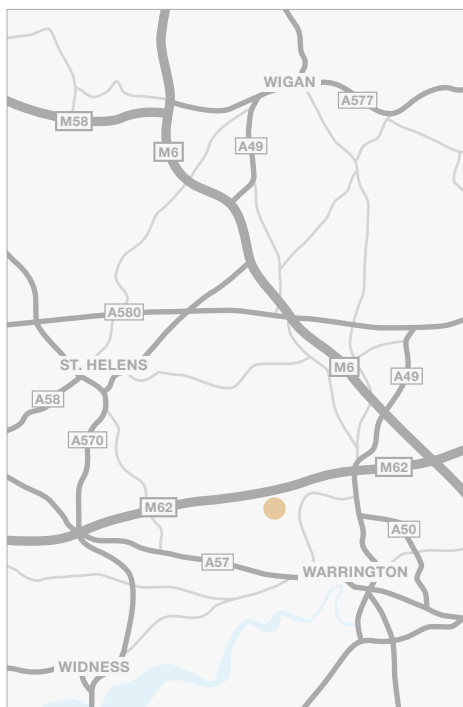 WIGAN
A577
M58
M6
A49
A580
ST. HELENS
M6
A49
A58
A570
M62
M62
A50
A57
WARRINGTON
WIDNESS